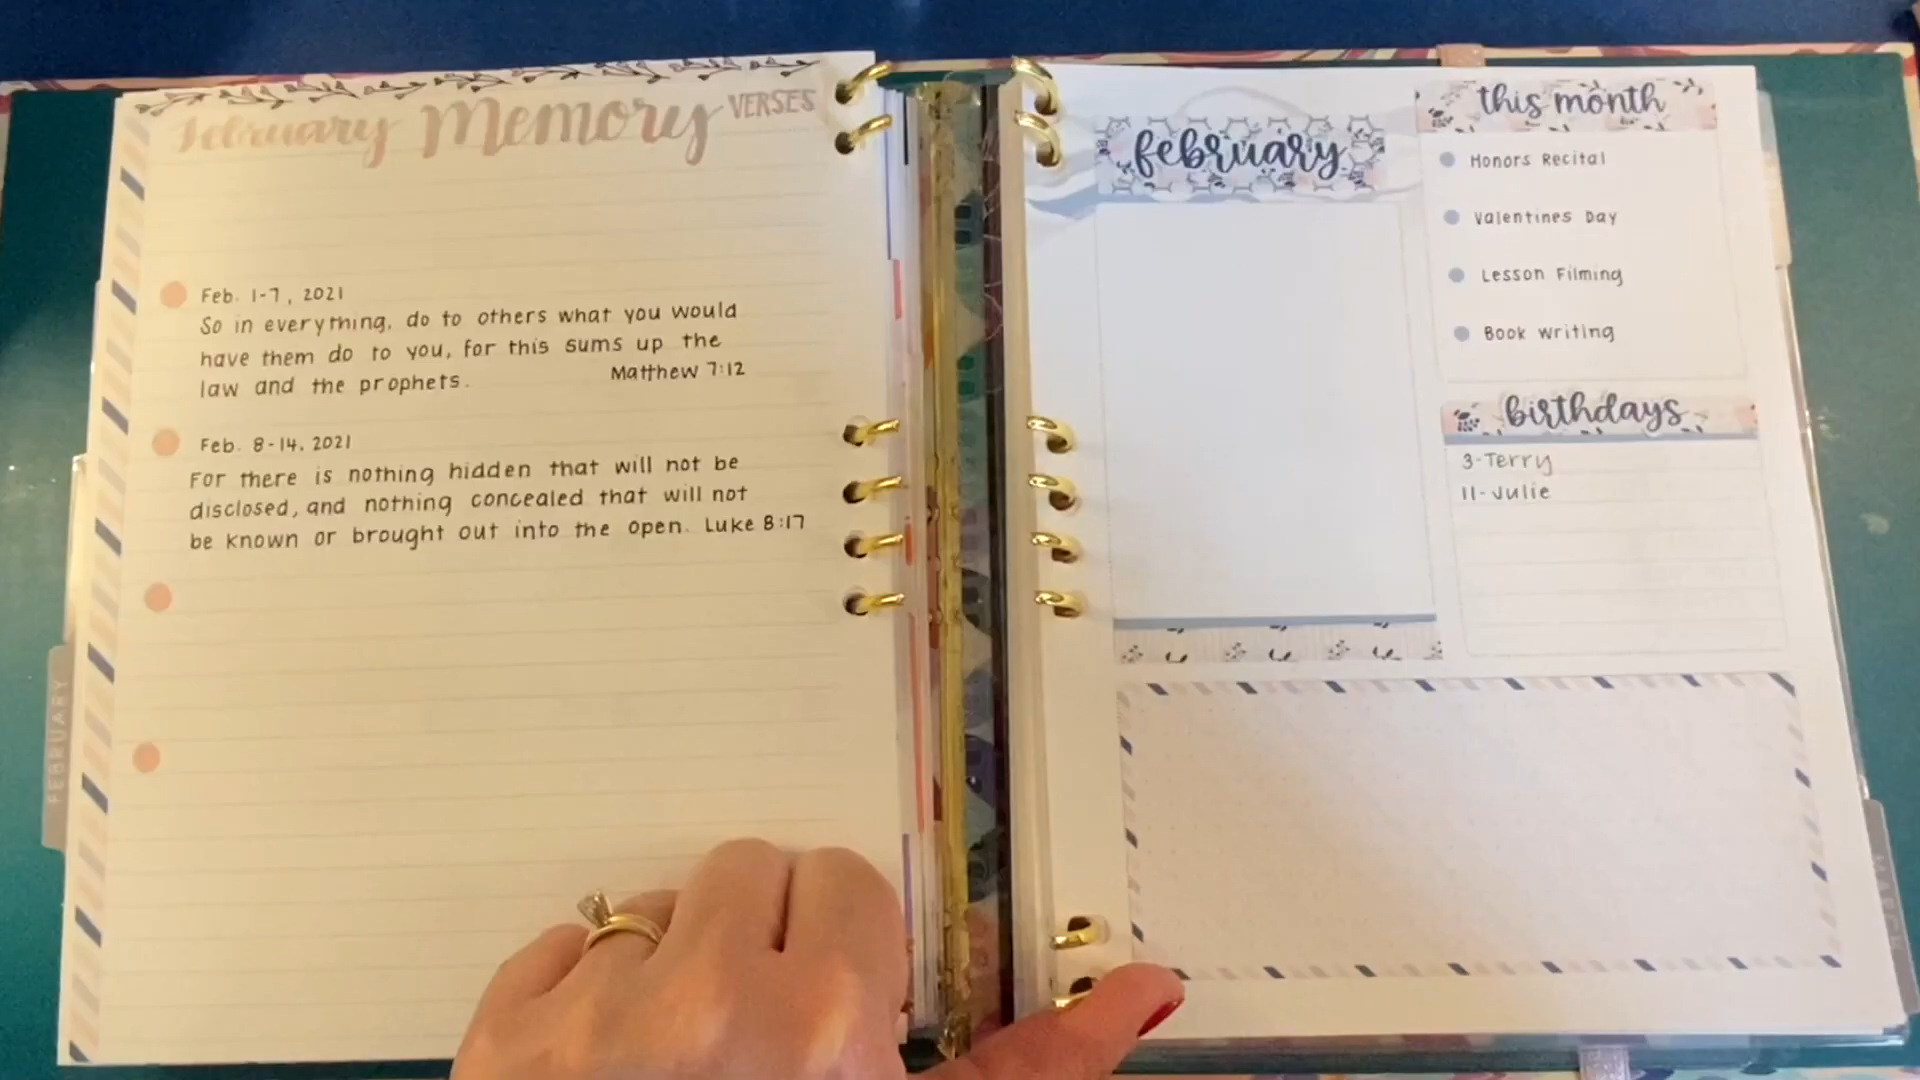 February Memory VERSES
Feb. 1-7, 2021
So in everything, do to others what you would
have them do to you, for this sums up the
law and the prophets.
Matthew 7:12
Feb. 8-14, 2021
For there is nothing hidden that will not be
disclosed, and nothing concealed that will not
be known or brought out into the open. Luke 8:17
FEBRUARY
february
this month
Honors Recital
Valentines Day
Lesson Filming
Book writing
birthdays
3-Terry
11-Julie
MARCH